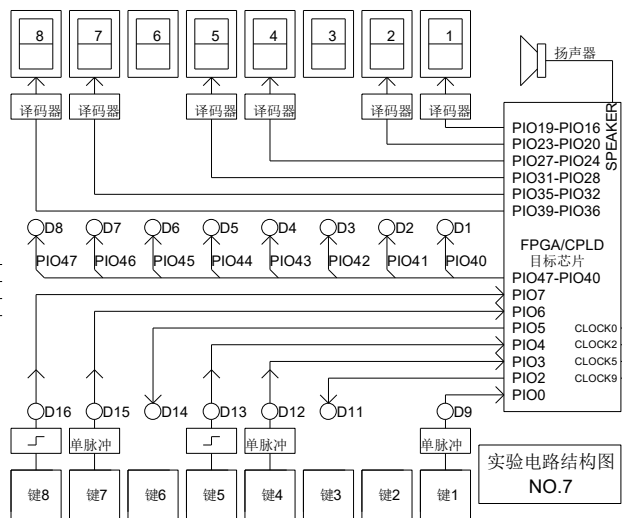 8 7 6 5 4 3 2 1
扬声器
译码器 译码器 译码器 译码器 译码器 译码器
SPEAKER
PIO19-PIO16
PIO23-PIO20
PIO27-PIO24
PIO31-PIO28
PIO35-PIO32
PIO39-PIO36
D8 D7 D6 D5 D4 D3 D2 D1
FPGA/CPLD
目标芯片
PIO47 PIO46 PIO45 PIO44 PIO43 PIO42 PIO41 PIO40
PIO47-PIO40
PIO7
PIO6
PIO5 CLOCK0
PIO4 CLOCK2
PIO3 CLOCK5
PIO2 CLOCK9
PIO0
D16 D15 D14 D13 D12 D11 D9
单脉冲 单脉冲 单脉冲
实验电路结构图
NO.7
键8 键7 键6 键5 键4 键3 键2 键1